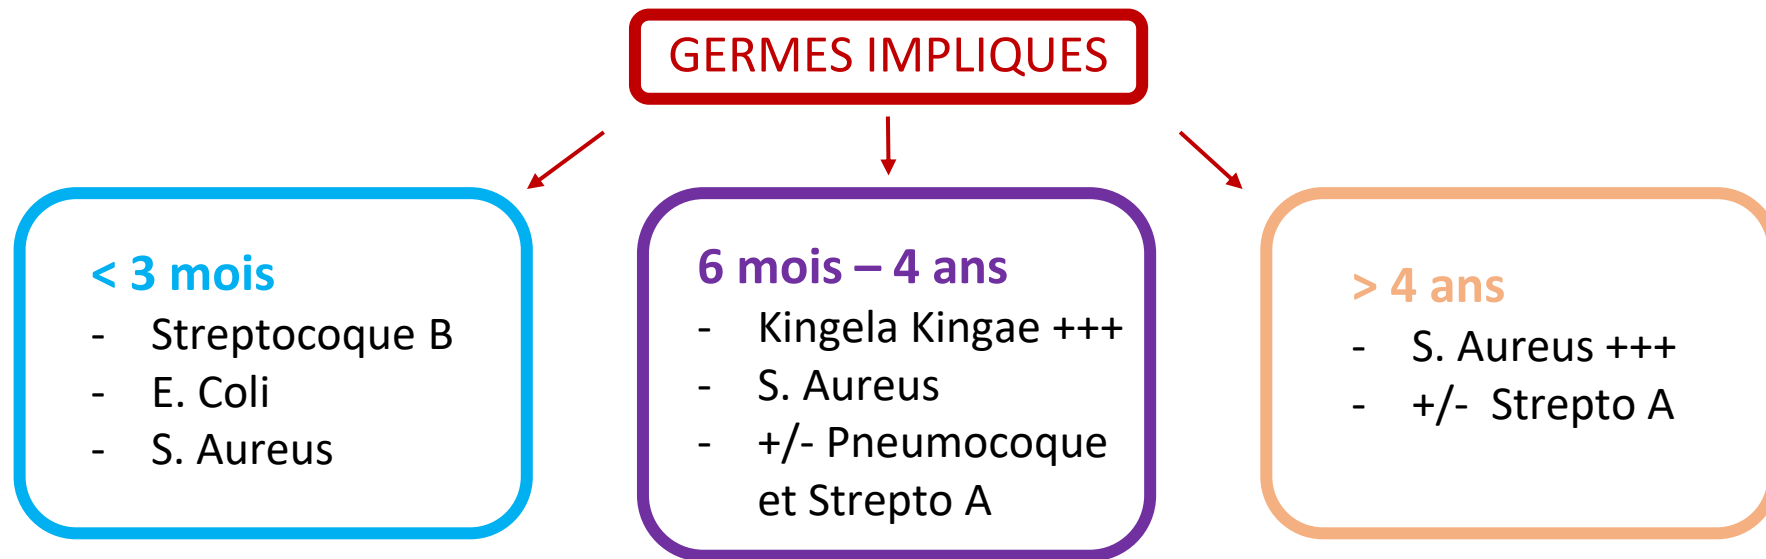 GERMES IMPLIQUES
< 3 mois
- Streptocoque B
- E. Coli
- S. Aureus
6 mois – 4 ans
- Kingela Kingae +++
- S. Aureus
- +/- Pneumocoque
et Strepto A
> 4 ans
- S. Aureus +++
- +/- Strepto A